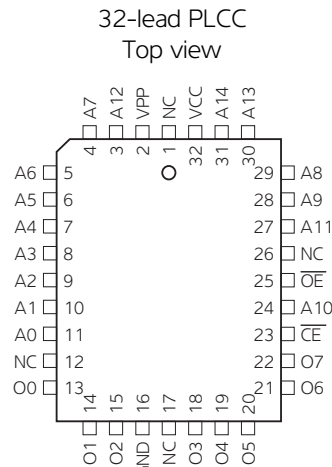 32-lead PLCC
Top view
A7 A12 VPP NC VCC A14 A13
4 3 2 1 32 31 30
A6 5 29 A8
A5 6 28 A9
A4 7 27 A11
A3 8 26 NC
A2 9 25 OE
A1 10 24 A10
A0 11 23 CE
NC 12 22 O7
O0 13 21 O6
14 15 16 17 18 19 20
O1 O2 GND NC O3 O4 O5